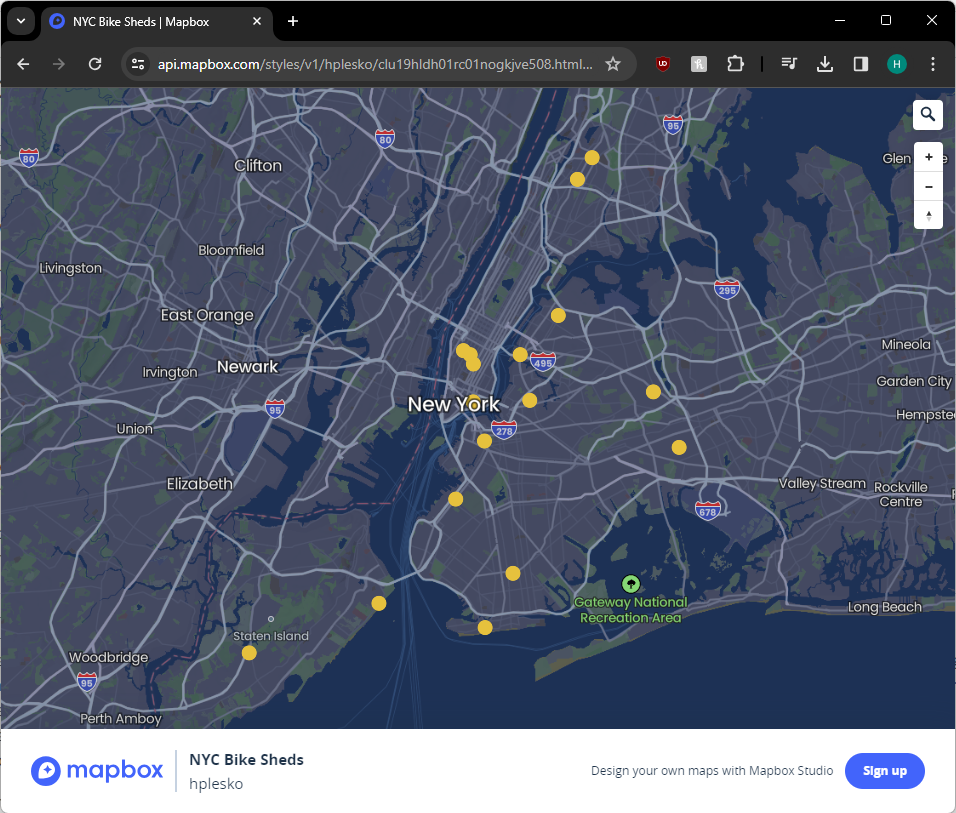 NYC Bike Sheds | Mapbox
api.mapbox.com/styles/v1/hplesko/clu19hldh01rc01nogkjve508.html...
UD
H
95
80
80
Clifton
Glen
Bloomfield
Livingston
295
East Orange
Mineola
495
Newark
Irvington
Garden City
New York
95
Hempste
Union
278
Elizabeth
Valley Stream
Rockville
Centre
678
Gateway National
Recreation Area
Long Beach
Staten Island
Woodbridge
95
Perth Amboy
mapbox
NYC Bike Sheds
hplesko
Design your own maps with Mapbox Studio
Sign up